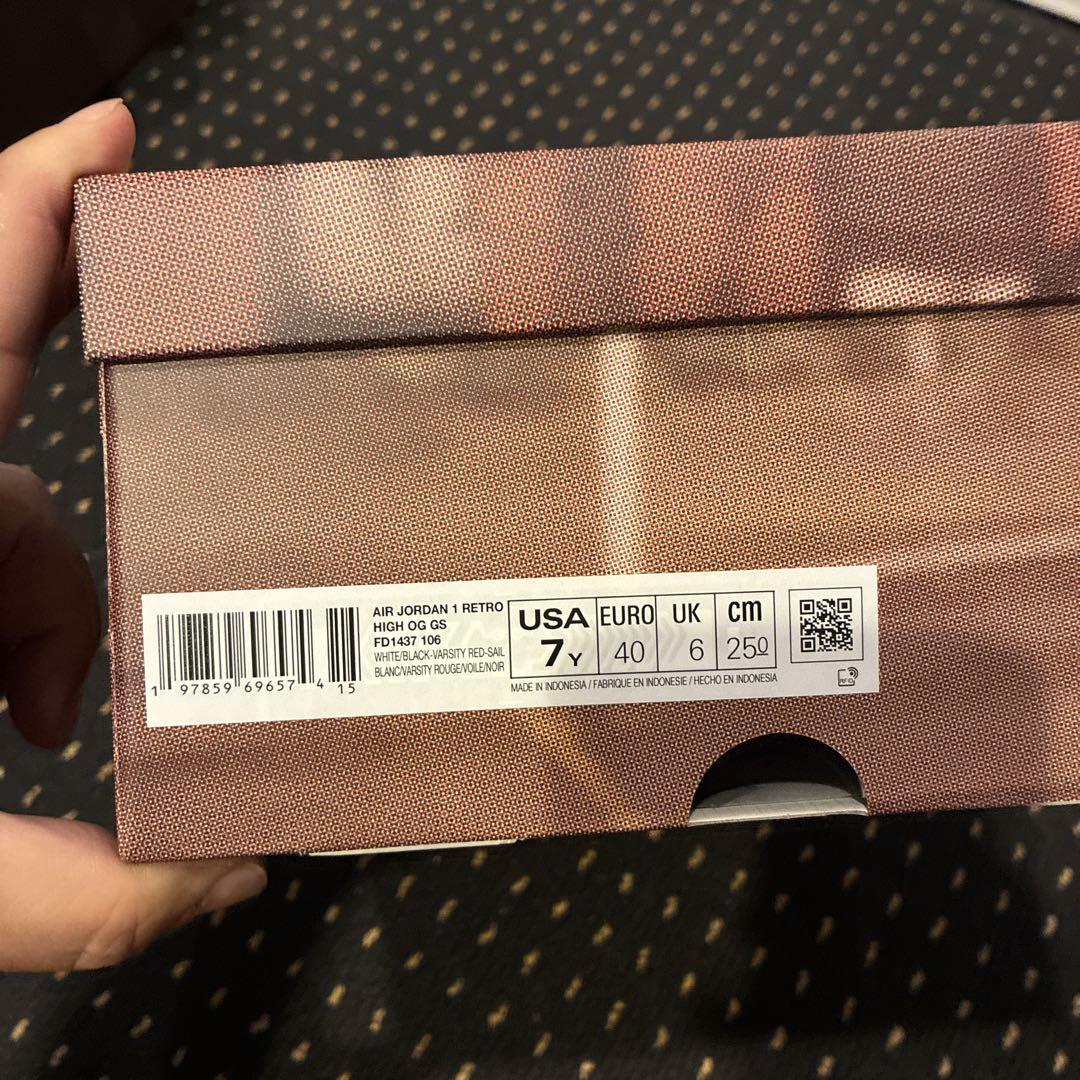 AIR JORDAN 1 RETRO
HIGH OG GS
FD1437 106
WHITE/BLACK-VARSITY RED-SAIL
BLANC/VARSITY ROUGE/VOILE/NOIR
1 97859 69657 4 15
USA EURO UK cm
7Y 40 6 250
MADE IN INDONESIA / FABRIQUE EN INDONESIE / HECHO EN INDONESIA
RFID